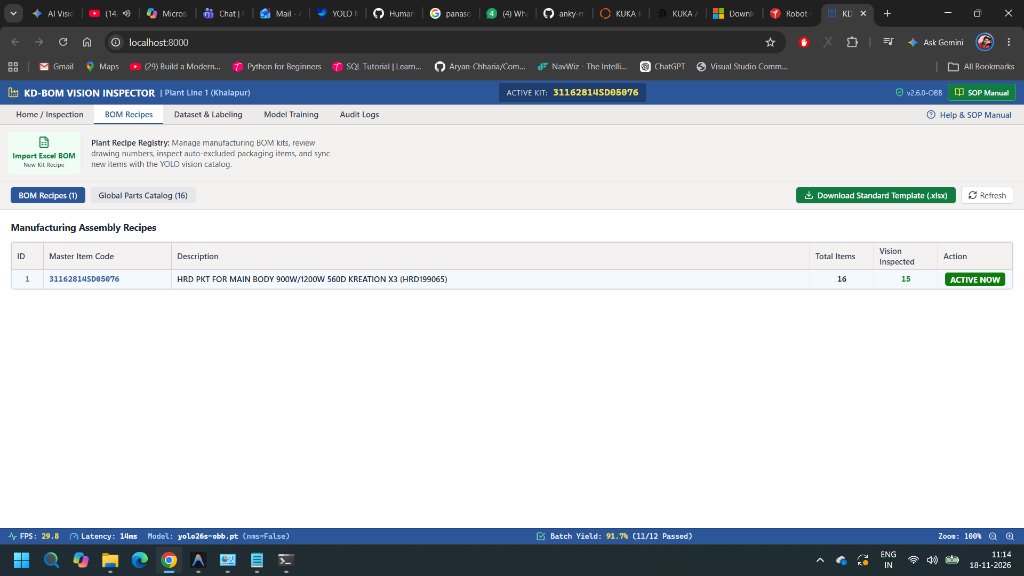 AI Visi
(14
Micros
Chat |
Mail - /
YOLO
Human
panas
(4) Wh
anky-m
KUKA
KUKA
Downl
Robot
KD
localhost:8000
Ask Gemini
Gmail
Maps
(29) Build a Modern...
Python for Beginners
SQL Tutorial | Learn...
Aryan-Chharia/Com...
NavWiz - The Intelli...
ChatGPT
Visual Studio Comm...
All Bookmarks
KD-BOM VISION INSPECTOR | Plant Line 1 (Khalapur)
ACTIVE KIT: 31162814SD05076
v2.6.0-OBB
SOP Manual
Home / Inspection
BOM Recipes
Dataset & Labeling
Model Training
Audit Logs
Help & SOP Manual
Import Excel BOM
New Kit Recipe
Plant Recipe Registry: Manage manufacturing BOM kits, review
drawing numbers, inspect auto-excluded packaging items, and sync
new items with the YOLO vision catalog.
BOM Recipes (1)
Global Parts Catalog (16)
Download Standard Template (.xlsx)
Refresh
Manufacturing Assembly Recipes
ID Master Item Code Description Total Items Vision Inspected Action
1 31162814SD05076 HRD PKT FOR MAIN BODY 900W/1200W 560D KREATION X3 (HRD199065) 16 15 ACTIVE NOW
FPS: 29.8 Latency: 14ms Model: yolo26s-obb.pt (nms=False)
Batch Yield: 91.7% (11/12 Passed)
Zoom: 100%
ENG
IN
11:14
18-11-2026